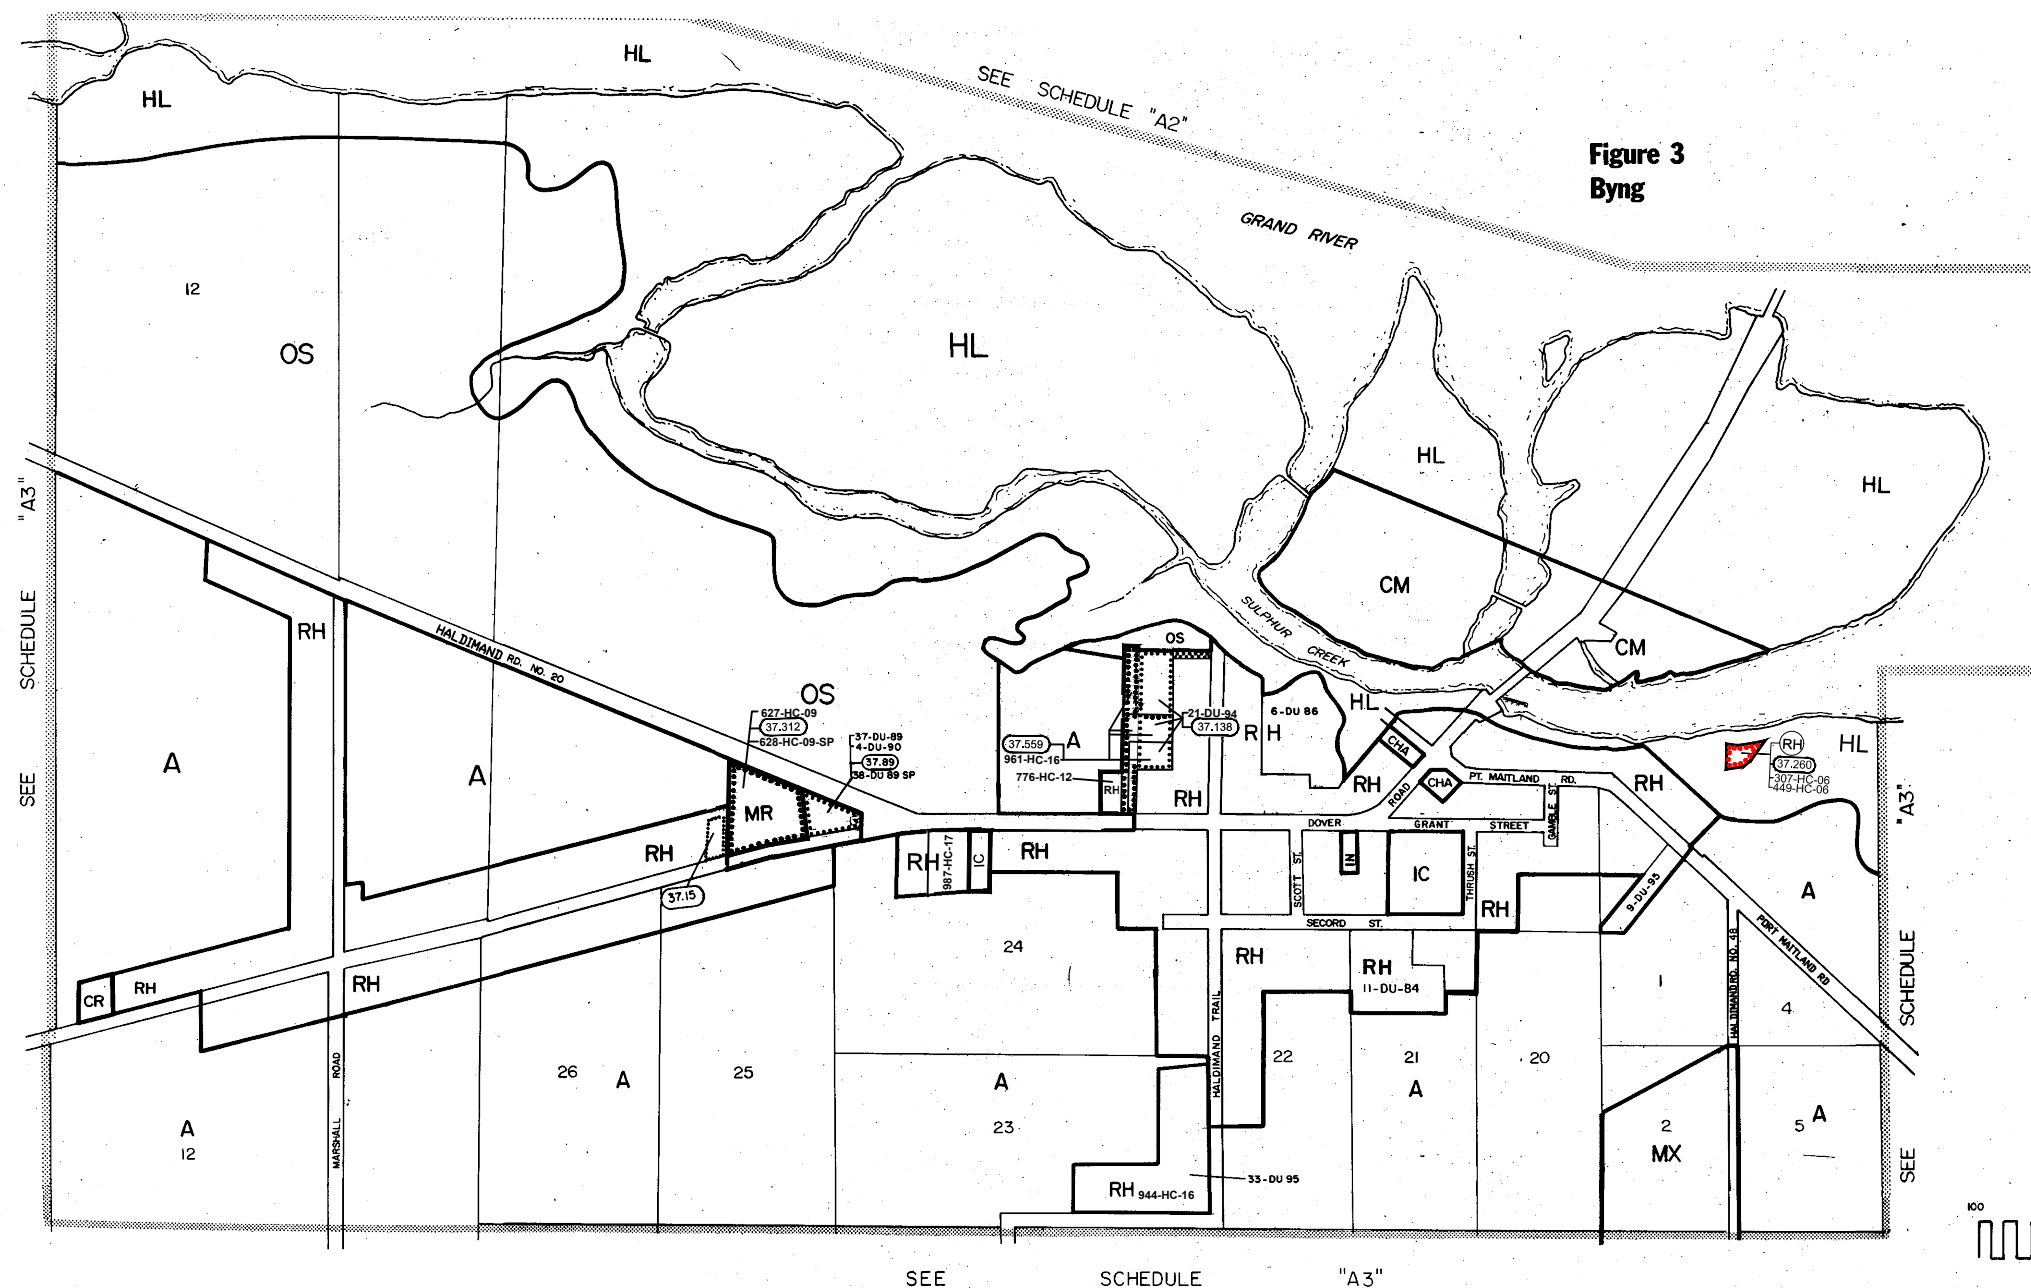 HL
HL
SEE SCHEDULE "A2"
Figure 3
Byng
GRAND RIVER
12
OS
HL
HL
HL
"A3"
SCHEDULE
SEE
CM
SULPHUR
CREEK
CM
RH
HALDIMAND RD. NO. 20
OS
OS
HL
A
A
627-HC-09
37.312
628-HC-09-SP
37-DU-89
4-DU-90
37.89
38-DU 89 SP
MR
37.559
A
961-HC-16
776-HC-12
RH
21-DU-94
37.138
RH
6-DU 86
RH
CHA
RH
CHA
ROAD
PT. MAITLAND RD.
RH
RH
37.260
307-HC-06
449-HC-06
HL
"A3"
SCHEDULE
SEE
DOVER
GRANT STREET
GAMBLE ST.
RH
37.15
RH
987-HC-17
IC
RH
SCOTT ST.
IN
IC
THRUSH ST.
RH
9-DU-95
A
SECOND ST.
PORT MAITLAND RD
24
RH
RH
11-DU-84
1
HALDIMAND RD. NO. 48
4
CR
RH
RH
HALDIMAND TRAIL
MARSHALL ROAD
26
A
25
A
23
22
21
A
20
2
MX
5
A
A
12
33-DU 95
RH 944-HC-16
100
SEE SCHEDULE "A3"